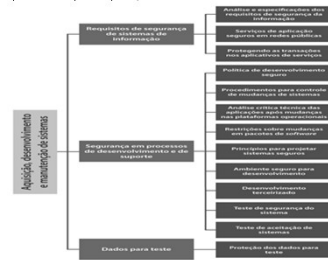 Aquisição, desenvolvimento
e manutenção de sistemas
Requisitos de segurança
de sistemas de
informação
Análise e especificações dos
requisitos de segurança da
informação
Serviços de aplicação
seguros em redes públicas
Protegendo as transações
nos aplicativos de serviços
Segurança em processos
de desenvolvimento e de
suporte
Política de desenvolvimento
seguro
Procedimentos para controle
de mudanças de sistemas
Análise crítica técnica das
aplicações após mudanças
nas plataformas operacionais
Restrições sobre mudanças
em pacotes de software
Princípios para projetar
sistemas seguros
Ambiente seguro para
desenvolvimento
Desenvolvimento
terceirizado
Teste de segurança do
sistema
Teste de aceitação de
sistemas
Dados para teste
Proteção dos dados para
teste